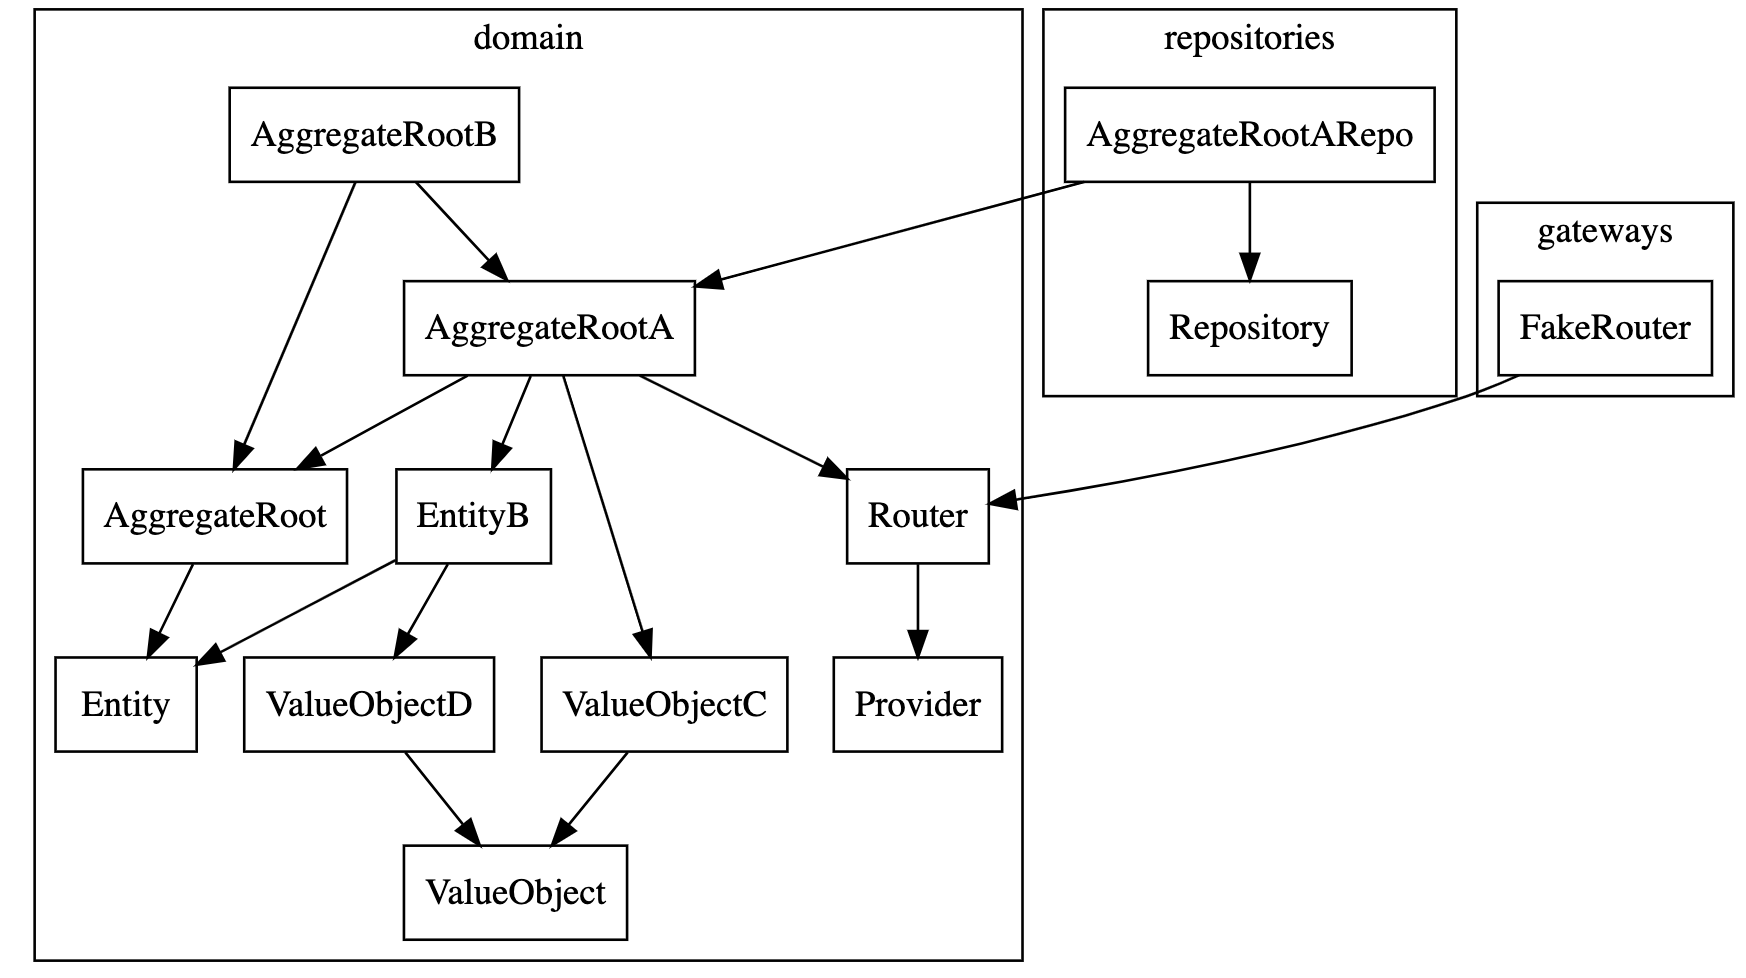 domain
repositories
AggregateRootB
AggregateRootARepo
gateways
AggregateRootA
Repository
FakeRouter
AggregateRoot
EntityB
Router
Entity
ValueObjectD
ValueObjectC
Provider
ValueObject